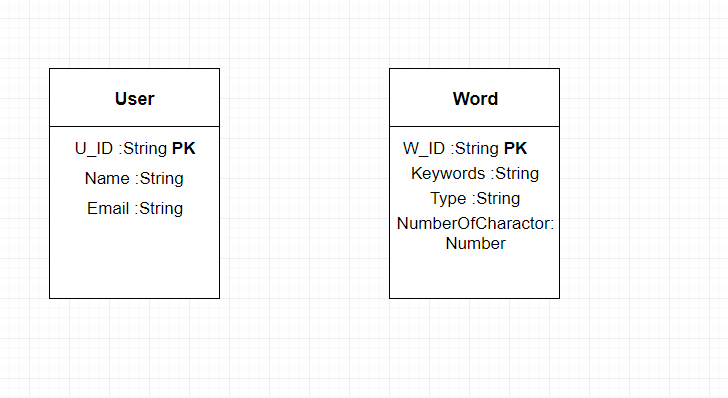 User
U_ID :String PK
Name :String
Email :String
Word
W_ID :String PK
Keywords :String
Type :String
NumberOfCharactor:
Number